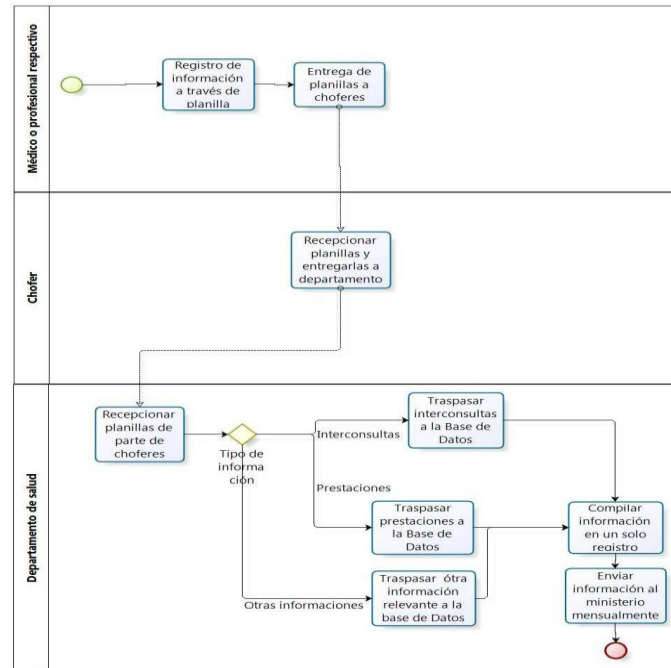 Médico o profesional respectivo
Registro de
información
a través de
planilla
Entrega de
planillas a
choferes
Chofer
Recepcionar
planillas y
entregarlas a
departamento
Departamento de salud
Recepcionar
planillas de
parte de
choferes
Tipo de
informa
ción
Interconsultas
Traspasar
interconsultas
a la Base de
Datos
Prestaciones
Traspasar
prestaciones a
la Base de
Datos
Otras informaciones
Traspasar ótra
información
relevante a la
base de Datos
Compilar
información
en un solo
registro
Enviar
información al
ministerio
mensualmente